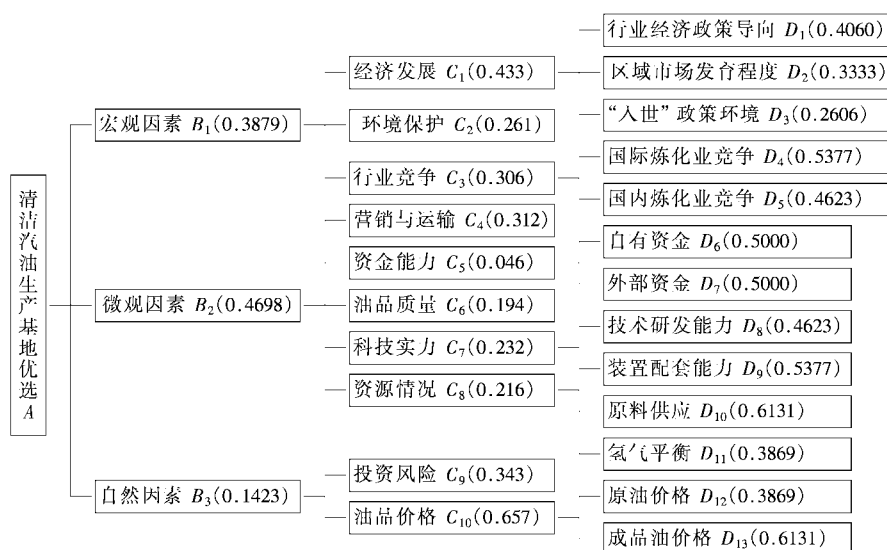 清洁汽油生产基地优选 A
宏观因素 B1(0.3879)
微观因素 B2(0.4698)
自然因素 B3(0.1423)
经济发展 C1(0.433)
环境保护 C2(0.261)
行业竞争 C3(0.306)
营销与运输 C4(0.312)
资金能力 C5(0.046)
油品质量 C6(0.194)
科技实力 C7(0.232)
资源情况 C8(0.216)
投资风险 C9(0.343)
油品价格 C10(0.657)
行业经济政策导向 D1(0.4060)
区域市场发育程度 D2(0.3333)
“入世”政策环境 D3(0.2606)
国际炼化业竞争 D4(0.5377)
国内炼化业竞争 D5(0.4623)
自有资金 D6(0.5000)
外部资金 D7(0.5000)
技术研发能力 D8(0.4623)
装置配套能力 D9(0.5377)
原料供应 D10(0.6131)
氢气平衡 D11(0.3869)
原油价格 D12(0.3869)
成品油价格 D13(0.6131)